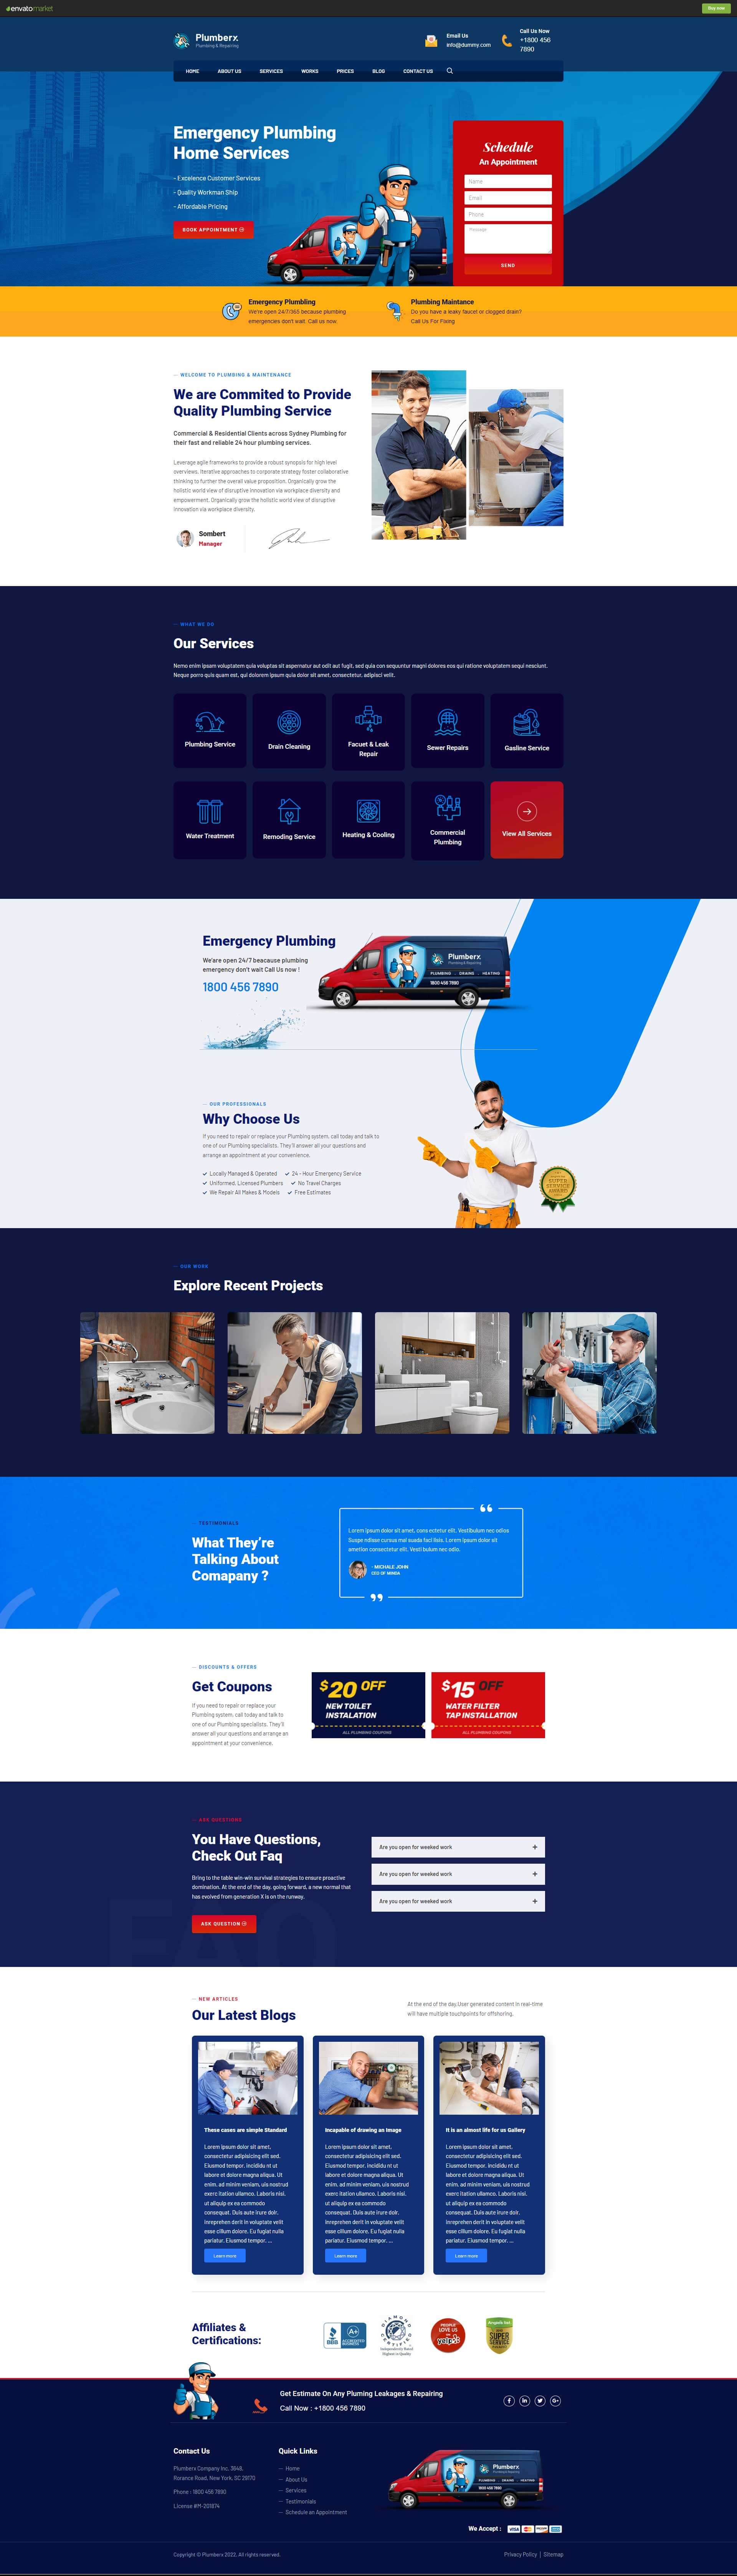 envatomarket
Buy now
Plumberx
Plumbing & Repairing
Email Us
info@dummy.com
Call Us Now
+1800 456
7890
HOME ABOUT US SERVICES WORKS PRICES BLOG CONTACT US
Emergency Plumbing
Home Services
- Excelence Customer Services
- Quality Workman Ship
- Affordable Pricing
BOOK APPOINTMENT
Schedule
An Appointment
Name
Email
Phone
Message
SEND
Emergency Plumbling
We're open 24/7/365 because plumbing
emergencies don't wait. Call us now.
Plumbing Maintance
Do you have a leaky faucet or clogged drain?
Call Us For Fixing
WELCOME TO PLUMBING & MAINTENANCE
We are Commited to Provide
Quality Plumbing Service
Commercial & Residential Clients across Sydney Plumbing for
their fast and reliable 24 hour plumbing services.
Leverage agile frameworks to provide a robust synopsis for high level
overviews. Iterative approaches to corporate strategy foster collaborative
thinking to further the overall value proposition. Organically grow the
holistic world view of disruptive innovation via workplace diversity and
empowerment. Organically grow the holistic world view of disruptive
innovation via workplace diversity.
Sombert
Manager
WHAT WE DO
Our Services
Nemo enim ipsam voluptatem quia voluptas sit aspernatur aut odit aut fugit, sed quia con sequuntur magni dolores eos qui ratione voluptatem sequi nesciunt.
Neque porro quis quam est, qui dolorem ipsum quia dolor sit amet, consectetur, adipisci velit.
Plumbing Service
Drain Cleaning
Facuet & Leak
Repair
Sewer Repairs
Gasline Service
Water Treatment
Remoding Service
Heating & Cooling
Commercial
Plumbing
View All Services
Emergency Plumbing
We'are open 24/7 beacause plumbing
emergency don't wait Call Us now !
1800 456 7890
Plumberx
Plumbing & Repairing
PLUMBING . DRAINS . HEATING
1800 456 7890
OUR PROFESSIONALS
Why Choose Us
If you need to repair or replace your Plumbing system, call today and talk to
one of our Plumbing specialists. They'll answer all your questions and
arrange an appointment at your convenience.
Locally Managed & Operated 24 - Hour Emergency Service
Uniformed, Licensed Plumbers No Travel Charges
We Repair All Makes & Models Free Estimates
SUPER
SERVICE
AWARD
OUR WORK
Explore Recent Projects
TESTIMONIALS
What They're
Talking About
Comapany ?
Lorem ipsum dolor sit amet, cons ectetur elit. Vestibulum nec odios
Suspe ndisse cursus mal suada faci lisis. Lorem ipsum dolor sit
ametion consectetur elit. Vesti bulum nec odio.
- MICHALE JOHN
CEO OF MINDA
DISCOUNTS & OFFERS
Get Coupons
If you need to repair or replace your
Plumbing system, call today and talk to
one of our Plumbing specialists. They'll
answer all your questions and arrange an
appointment at your convenience.
$20 OFF
NEW TOILET
INSTALATION
ALL PLUMBING COUPONS
$15 OFF
WATER FILTER
TAP INSTALLATION
ALL PLUMBING COUPONS
ASK QUESTIONS
You Have Questions,
Check Out Faq
Bring to the table win-win survival strategies to ensure proactive
domination. At the end of the day, going forward, a new normal that
has evolved from generation X is on the runway.
ASK QUESTION
FAQ
Are you open for weeked work
Are you open for weeked work
Are you open for weeked work
NEW ARTICLES
Our Latest Blogs
At the end of the day,User generated content in real-time
will have multiple touchpoints for offshoring.
These cases are simple Standard
Lorem ipsum dolor sit amet,
consectetur adipisicing elit sed.
Eiusmod tempor. incididu nt ut
labore et dolore magna aliqua. Ut
enim. ad minim veniam, uis nostrud
exerc itation ullamco. Laboris nisi.
ut aliquip ex ea commodo
consequat. Duis aute irure dolr.
inreprehen derit in voluptate velit
esse cillum dolore. Eu fugiat nulla
pariatur. Eiusmod tempor. ...
Learn more
Incapable of drawing an Image
Lorem ipsum dolor sit amet,
consectetur adipisicing elit sed.
Eiusmod tempor. incididu nt ut
labore et dolore magna aliqua. Ut
enim. ad minim veniam, uis nostrud
exerc itation ullamco. Laboris nisi.
ut aliquip ex ea commodo
consequat. Duis aute irure dolr.
inreprehen derit in voluptate velit
esse cillum dolore. Eu fugiat nulla
pariatur. Eiusmod tempor. ...
Learn more
It is an almost life for us Gallery
Lorem ipsum dolor sit amet,
consectetur adipisicing elit sed.
Eiusmod tempor. incididu nt ut
labore et dolore magna aliqua. Ut
enim. ad minim veniam, uis nostrud
exerc itation ullamco. Laboris nisi.
ut aliquip ex ea commodo
consequat. Duis aute irure dolr.
inreprehen derit in voluptate velit
esse cillum dolore. Eu fugiat nulla
pariatur. Eiusmod tempor. ...
Learn more
Affiliates &
Certifications:
BBB A+ ACCREDITED BUSINESS
DIAMOND CERTIFIED
Independently Rated
Highest in Quality
PEOPLE
LOVE US
yelp
Angie's list
SUPER
SERVICE
Get Estimate On Any Pluming Leakages & Repairing
Call Now : +1800 456 7890
Contact Us
Plumberx Company Inc, 3649,
Rorance Road, New York, SC 29170
Phone : 1800 456 7890
License #M-201874
Quick Links
Home
About Us
Services
Testimonials
Schedule an Appointment
Plumberx
PLUMBING . DRAINS . HEATING
1800 456 7890
We Accept : VISA
Copyright © Plumberx 2022. All rights reserved.
Privacy Policy | Sitemap